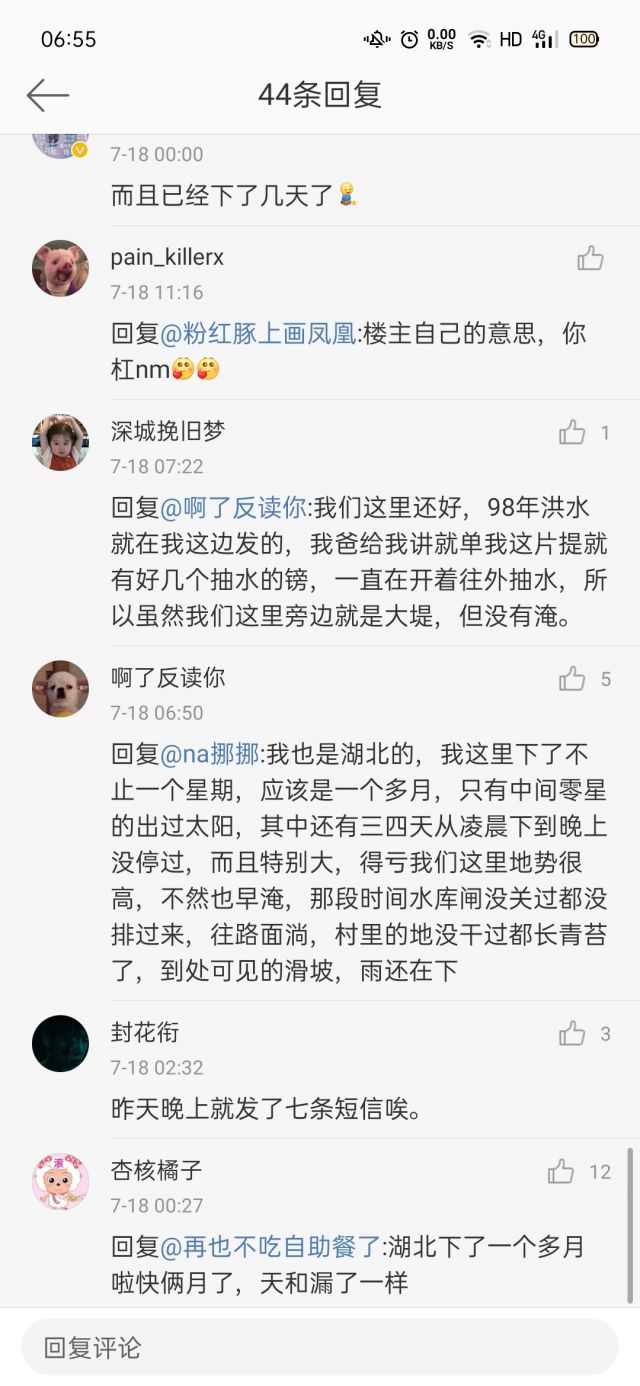 06:55
0.00
KB/S
HD
4G
100
44条回复
7-18 00:00
而且已经下了几天了
pain_killerx
7-18 11:16
回复@粉红豚上画凤凰:楼主自己的意思，你
杠nm
深城挽旧梦
1
7-18 07:22
回复@啊了反读你:我们这里还好，98年洪水
就在我这边发的，我爸给我讲就单我这片提就
有好几个抽水的镑，一直在开着往外抽水，所
以虽然我们这里旁边就是大堤，但没有淹。
啊了反读你
5
7-18 06:50
回复@na挪挪:我也是湖北的，我这里下了不
止一个星期，应该是一个多月，只有中间零星
的出过太阳，其中还有三四天从凌晨下到晚上
没停过，而且特别大，得亏我们这里地势很
高，不然也早淹，那段时间水库闸没关过都没
排过来，往路面淌，村里的地没干过都长青苔
了，到处可见的滑坡，雨还在下
封花衔
3
7-18 02:32
昨天晚上就发了七条短信唉。
滚
杏核橘子
12
7-18 00:27
回复@再也不吃自助餐了:湖北下了一个多月
啦快俩月了，天和漏了一样
回复评论